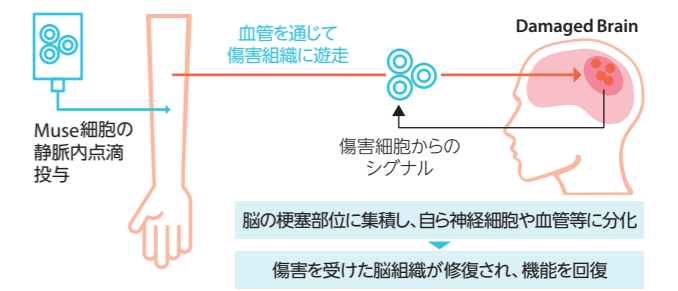 血管を通じて
傷害組織に遊走
Damaged Brain
Muse細胞の
静脈内点滴
投与
傷害細胞からの
シグナル
脳の梗塞部位に集積し、自ら神経細胞や血管等に分化
傷害を受けた脳組織が修復され、機能を回復